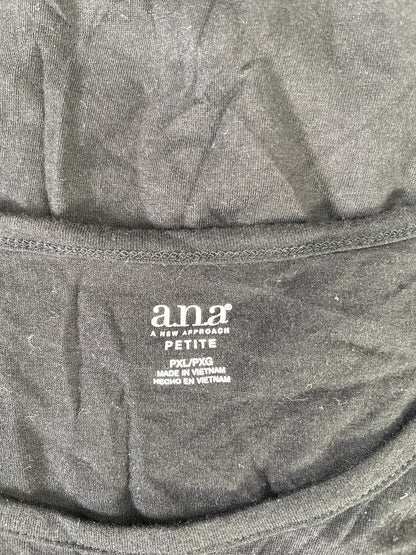 a.n.a
A NEW APPROACH
PETITE
PXL/PXG
MADE IN VIETNAM
HECHO EN VIETNAM